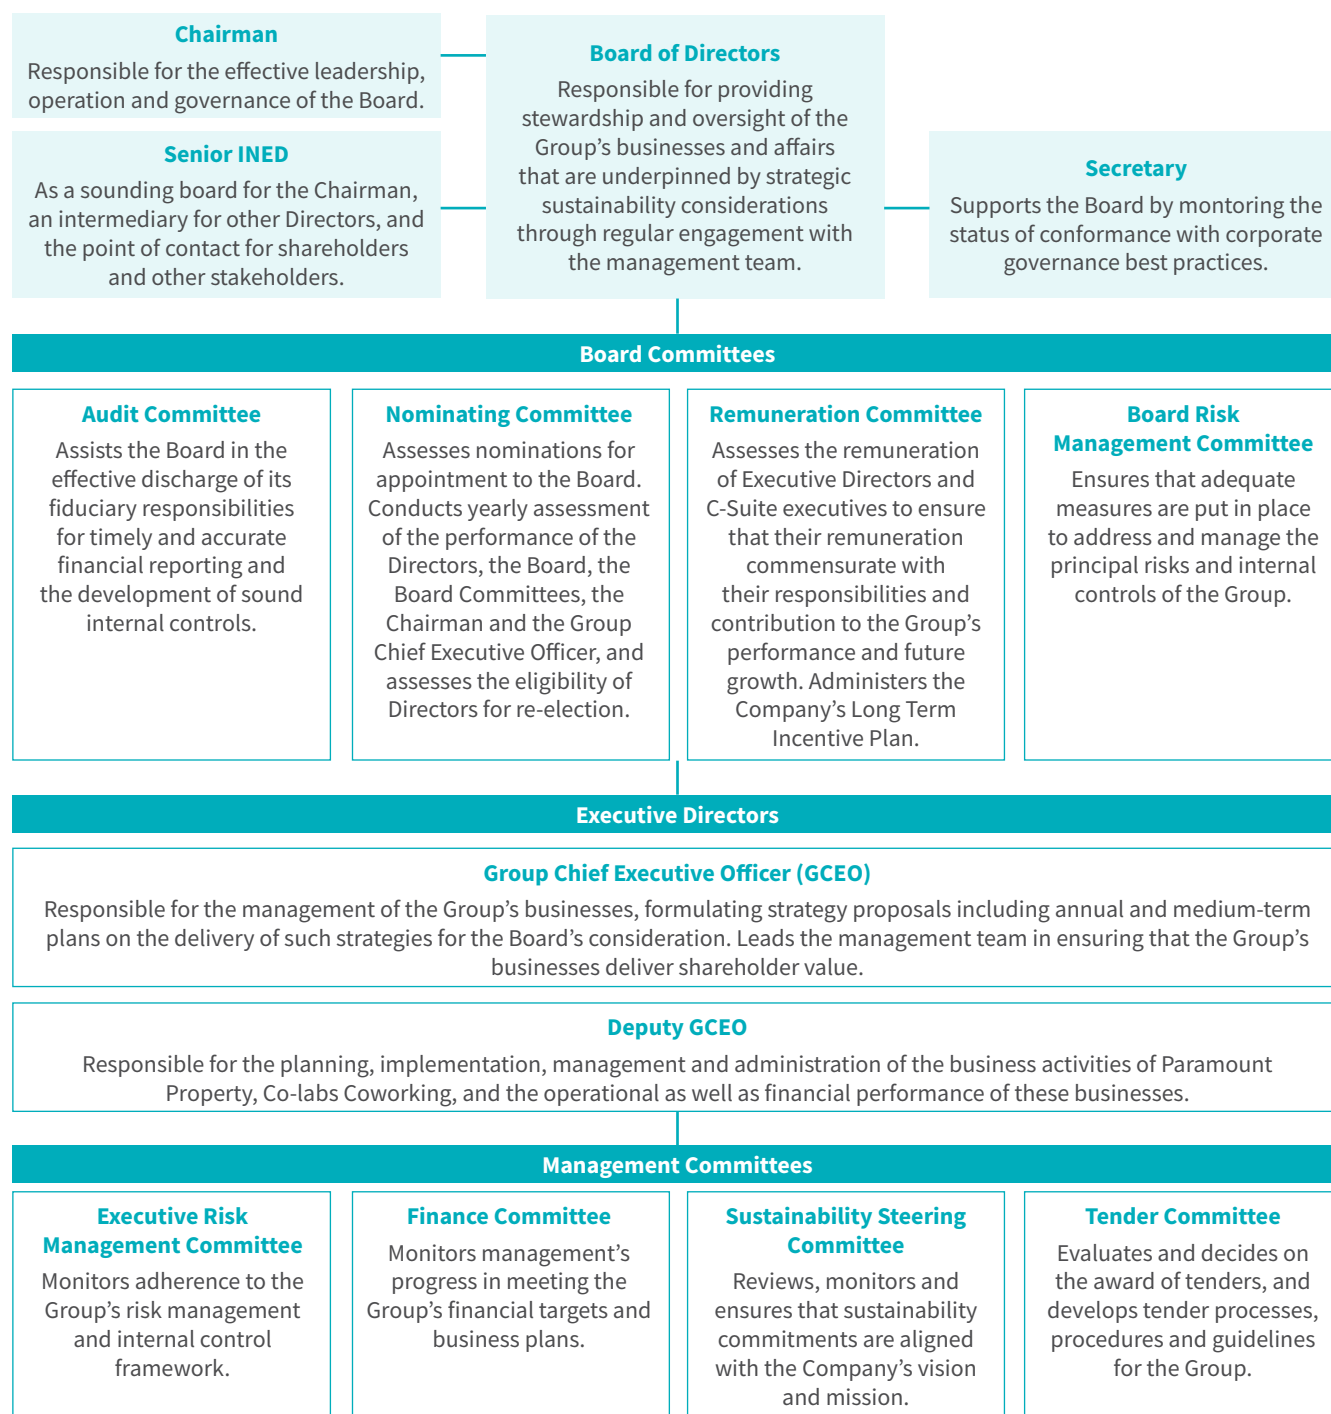 Chairman
Responsible for the effective leadership,
operation and governance of the Board.
Senior INED
As a sounding board for the Chairman,
an intermediary for other Directors, and
the point of contact for shareholders
and other stakeholders.
Board of Directors
Responsible for providing
stewardship and oversight of the
Group's businesses and affairs
that are underpinned by strategic
sustainability considerations
through regular engagement with
the management team.
Secretary
Supports the Board by montoring the
status of conformance with corporate
governance best practices.
Board Committees
Audit Committee
Assists the Board in the
effective discharge of its
fiduciary responsibilities
for timely and accurate
financial reporting and
the development of sound
internal controls.
Nominating Committee
Assesses nominations for
appointment to the Board.
Conducts yearly assessment
of the performance of the
Directors, the Board, the
Board Committees, the
Chairman and the Group
Chief Executive Officer, and
assesses the eligibility of
Directors for re-election.
Remuneration Committee
Assesses the remuneration
of Executive Directors and
C-Suite executives to ensure
that their remuneration
commensurate with
their responsibilities and
contribution to the Group's
performance and future
growth. Administers the
Company's Long Term
Incentive Plan.
Board Risk
Management Committee
Ensures that adequate
measures are put in place
to address and manage the
principal risks and internal
controls of the Group.
Executive Directors
Group Chief Executive Officer (GCEO)
Responsible for the management of the Group's businesses, formulating strategy proposals including annual and medium-term
plans on the delivery of such strategies for the Board's consideration. Leads the management team in ensuring that the Group's
businesses deliver shareholder value.
Deputy GCEO
Responsible for the planning, implementation, management and administration of the business activities of Paramount
Property, Co-labs Coworking, and the operational as well as financial performance of these businesses.
Management Committees
Executive Risk
Management Committee
Monitors adherence to the
Group's risk management
and internal control
framework.
Finance Committee
Monitors management's
progress in meeting the
Group's financial targets and
business plans.
Sustainability Steering
Committee
Reviews, monitors and
ensures that sustainability
commitments are aligned
with the Company's vision
and mission.
Tender Committee
Evaluates and decides on
the award of tenders, and
develops tender processes,
procedures and guidelines
for the Group.